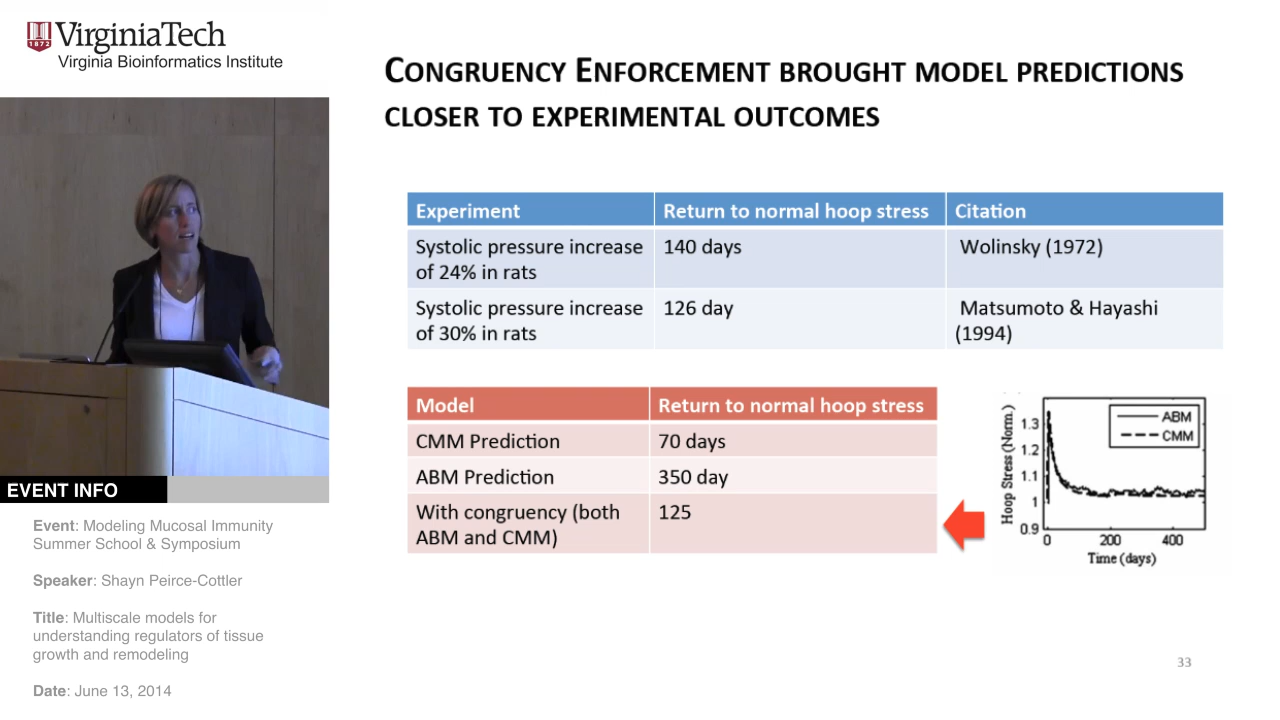 1872
VirginiaTech
Virginia Bioinformatics Institute
CONGRUENCY ENFORCEMENT BROUGHT MODEL PREDICTIONS
CLOSER TO EXPERIMENTAL OUTCOMES
Experiment
Return to normal hoop stress
Citation
Systolic pressure increase
of 24% in rats
140 days
Wolinsky (1972)
Systolic pressure increase
of 30% in rats
126 day
Matsumoto & Hayashi
(1994)
Model
Return to normal hoop stress
CMM Prediction
70 days
ABM Prediction
350 day
With congruency (both
ABM and CMM)
125
Hoop Stress (Norm.)
1.3
1.2
1.1
1
0.9
ABM
CMM
0
200
400
Time (days)
33
EVENT INFO
Event: Modeling Mucosal Immunity
Summer School & Symposium
Speaker: Shayn Peirce-Cottler
Title: Multiscale models for
understanding regulators of tissue
growth and remodeling
Date: June 13, 2014